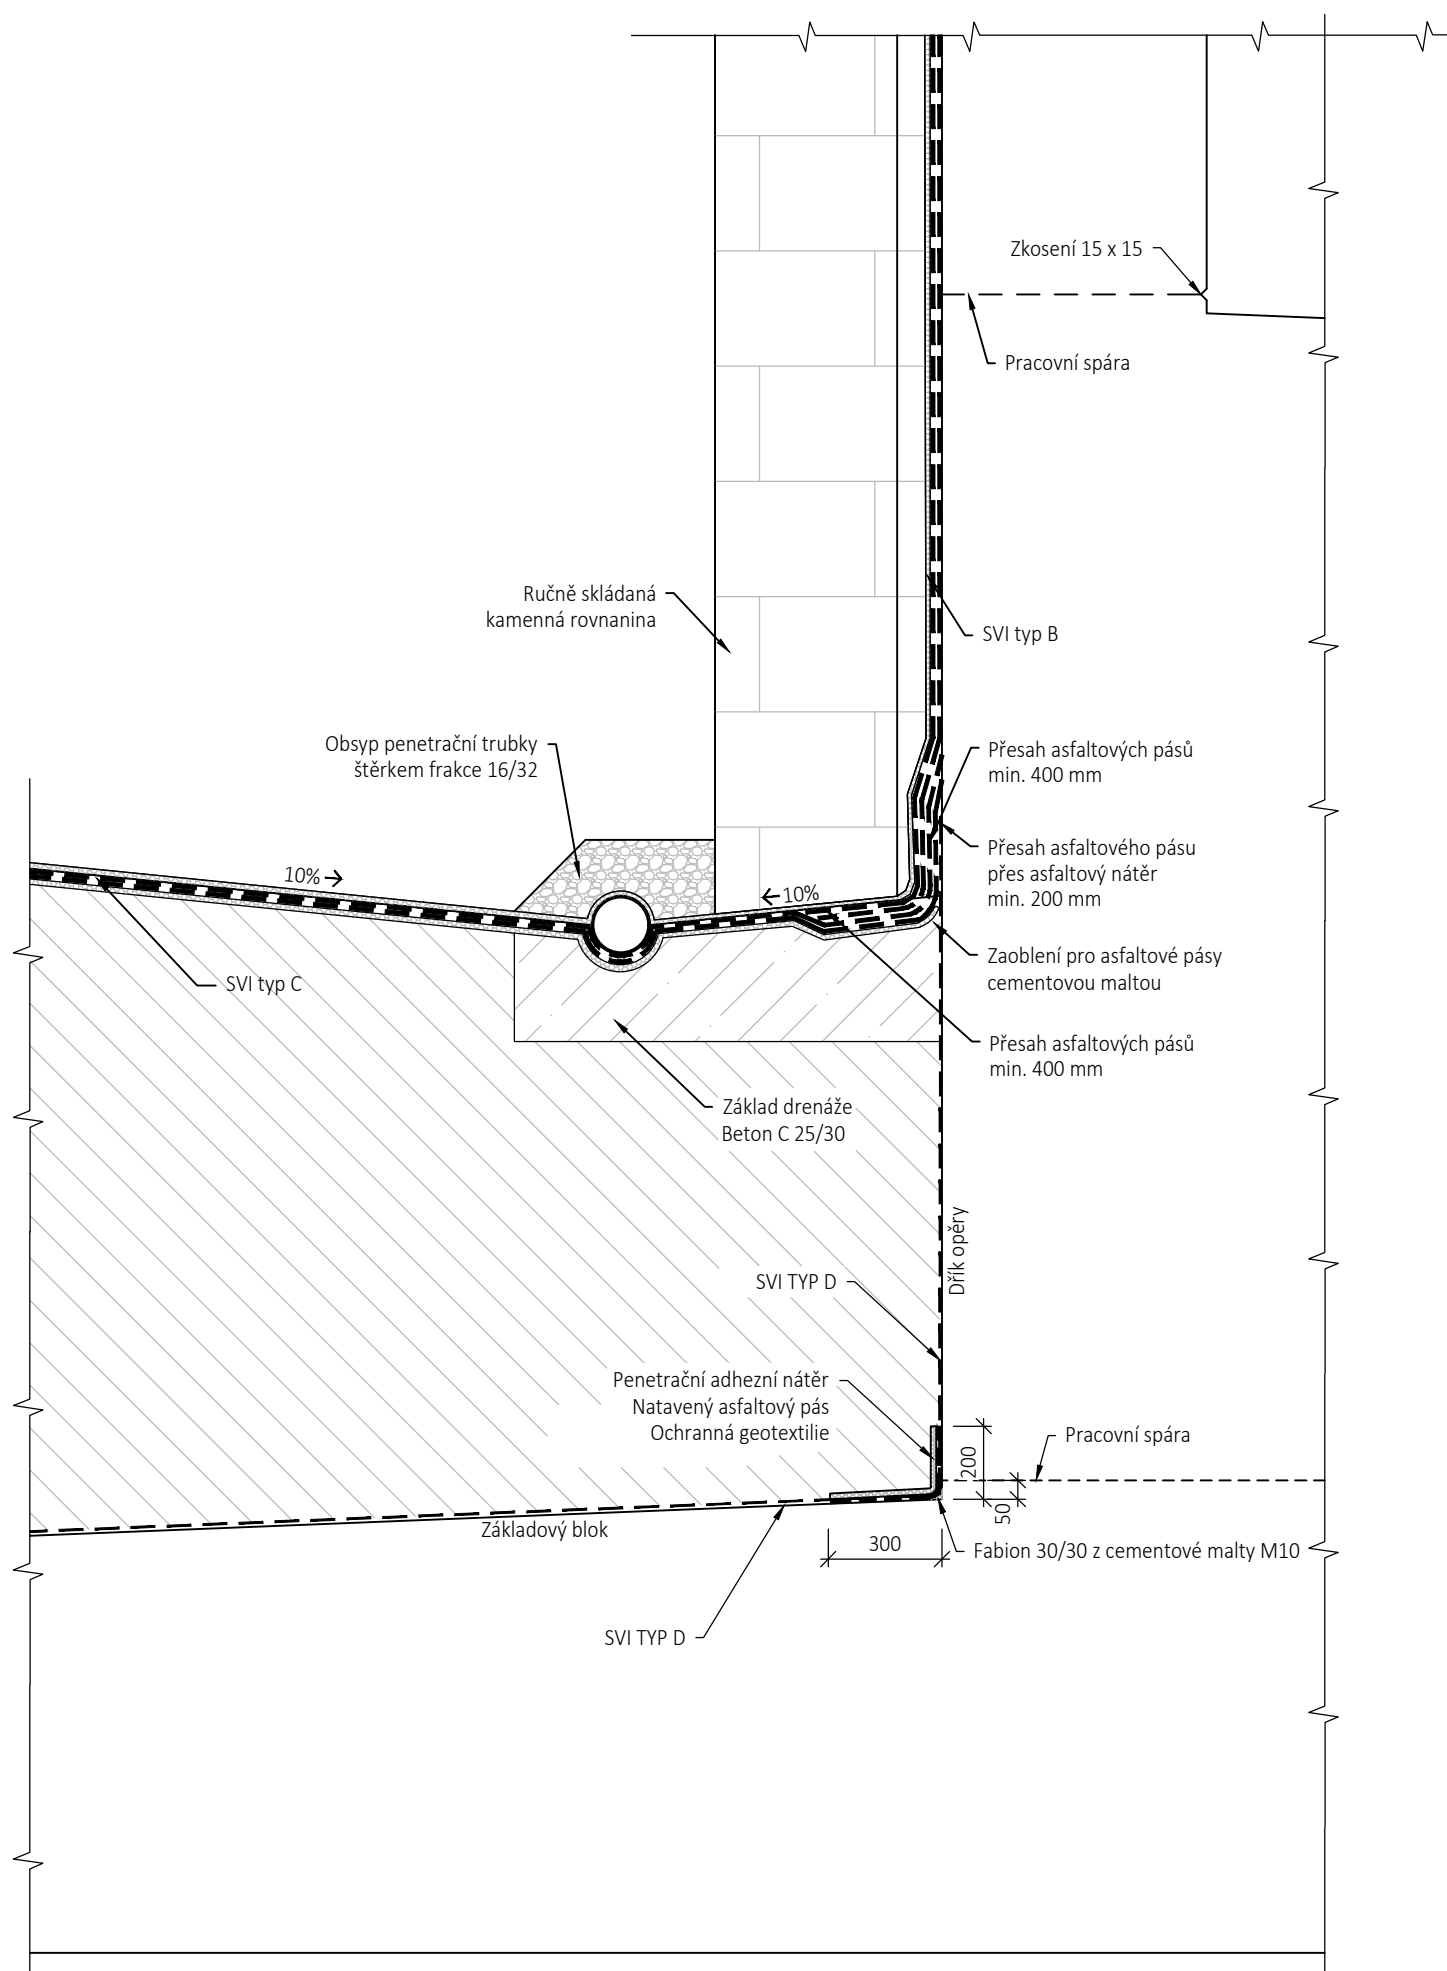 Zkosení 15 x 15
Pracovní spára
Ručně skládaná
kamenná rovnanina
SVI typ B
Obsyp penetrační trubky
štěrkem frakce 16/32
Přesah asfaltových pásů
min. 400 mm
Přesah asfaltového pásu
přes asfaltový nátěr
min. 200 mm
10%
10%
Zaoblení pro asfaltové pásy
cementovou maltou
SVI typ C
Přesah asfaltových pásů
min. 400 mm
Základ drenáže
Beton C 25/30
Dřík opěry
SVI TYP D
Penetrační adhezní nátěr
Natavený asfaltový pás
Ochranná geotextilie
200
50
Pracovní spára
Základový blok
300
Fabion 30/30 z cementové malty M10
SVI TYP D